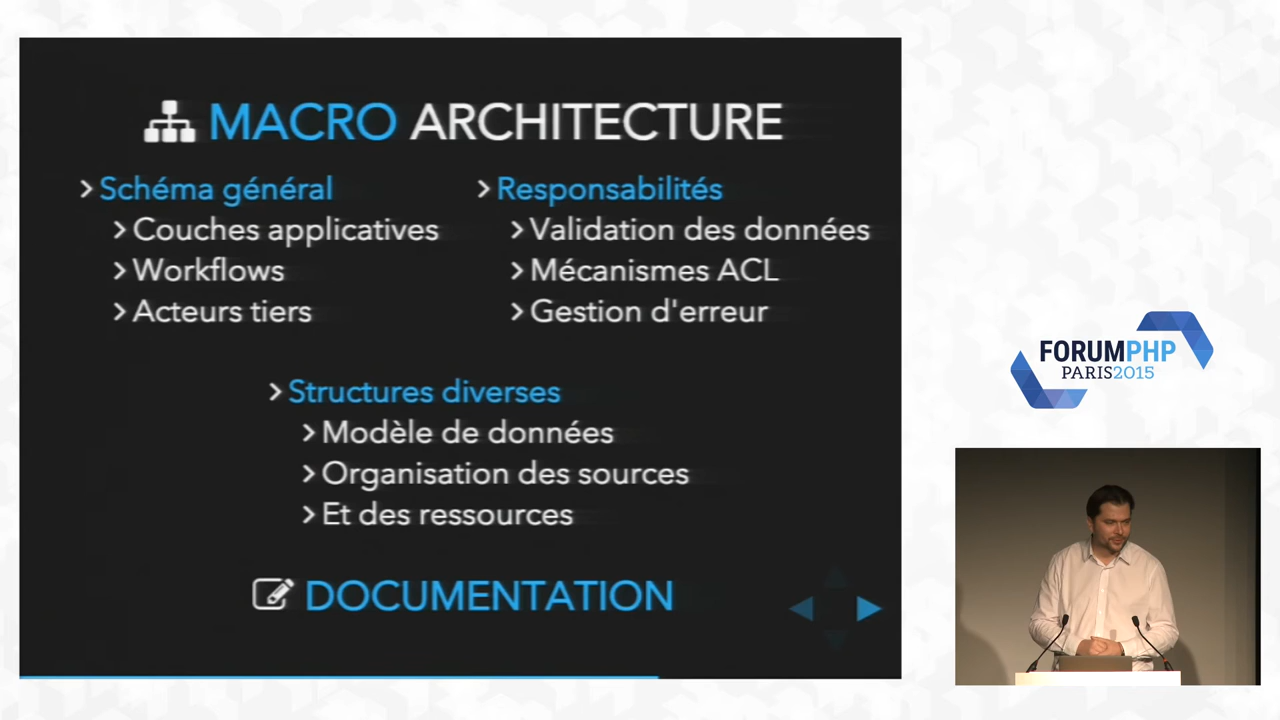 MACRO ARCHITECTURE
Schéma général
Couches applicatives
Workflows
Acteurs tiers
Responsabilités
Validation des données
Mécanismes ACL
Gestion d'erreur
Structures diverses
Modèle de données
Organisation des sources
Et des ressources
DOCUMENTATION
FORUMPHP
PARIS2015